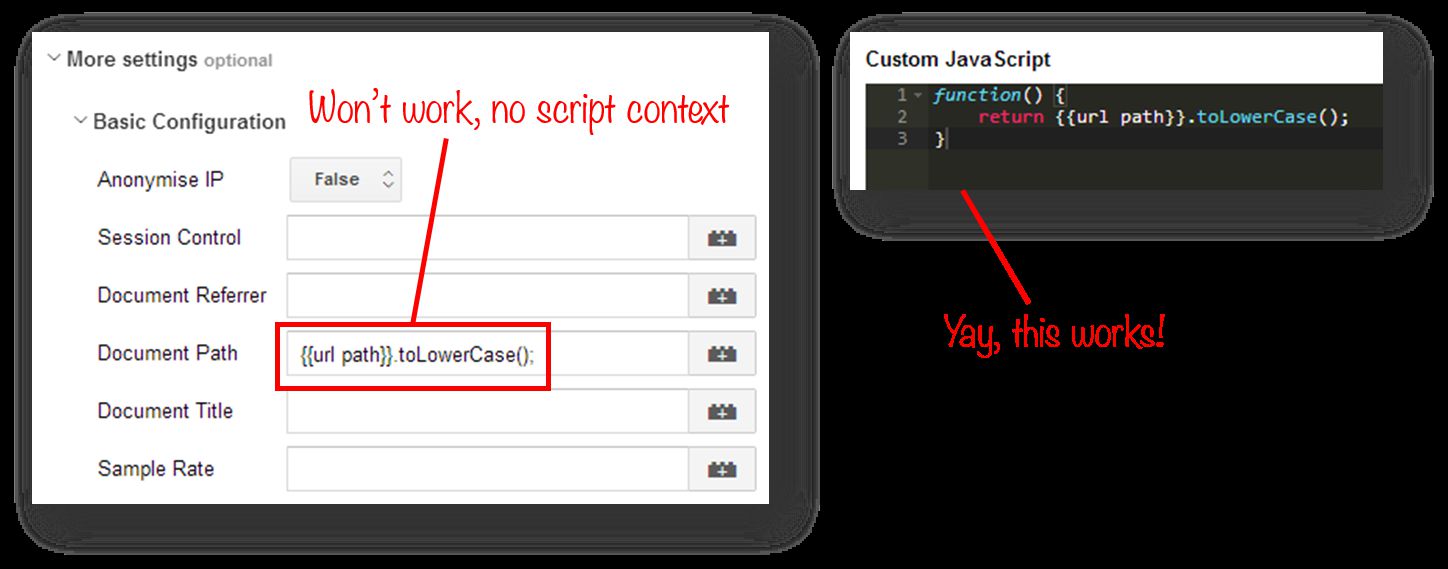 More settings optional
Won't work, no script context
Basic Configuration
Anonymise IP
False
Session Control
Document Referrer
Document Path
{{url path}}.toLowerCase();
Document Title
Sample Rate
Custom JavaScript
1 function() {
2 return {{url path}}.toLowerCase();
3 }
Yay, this works!